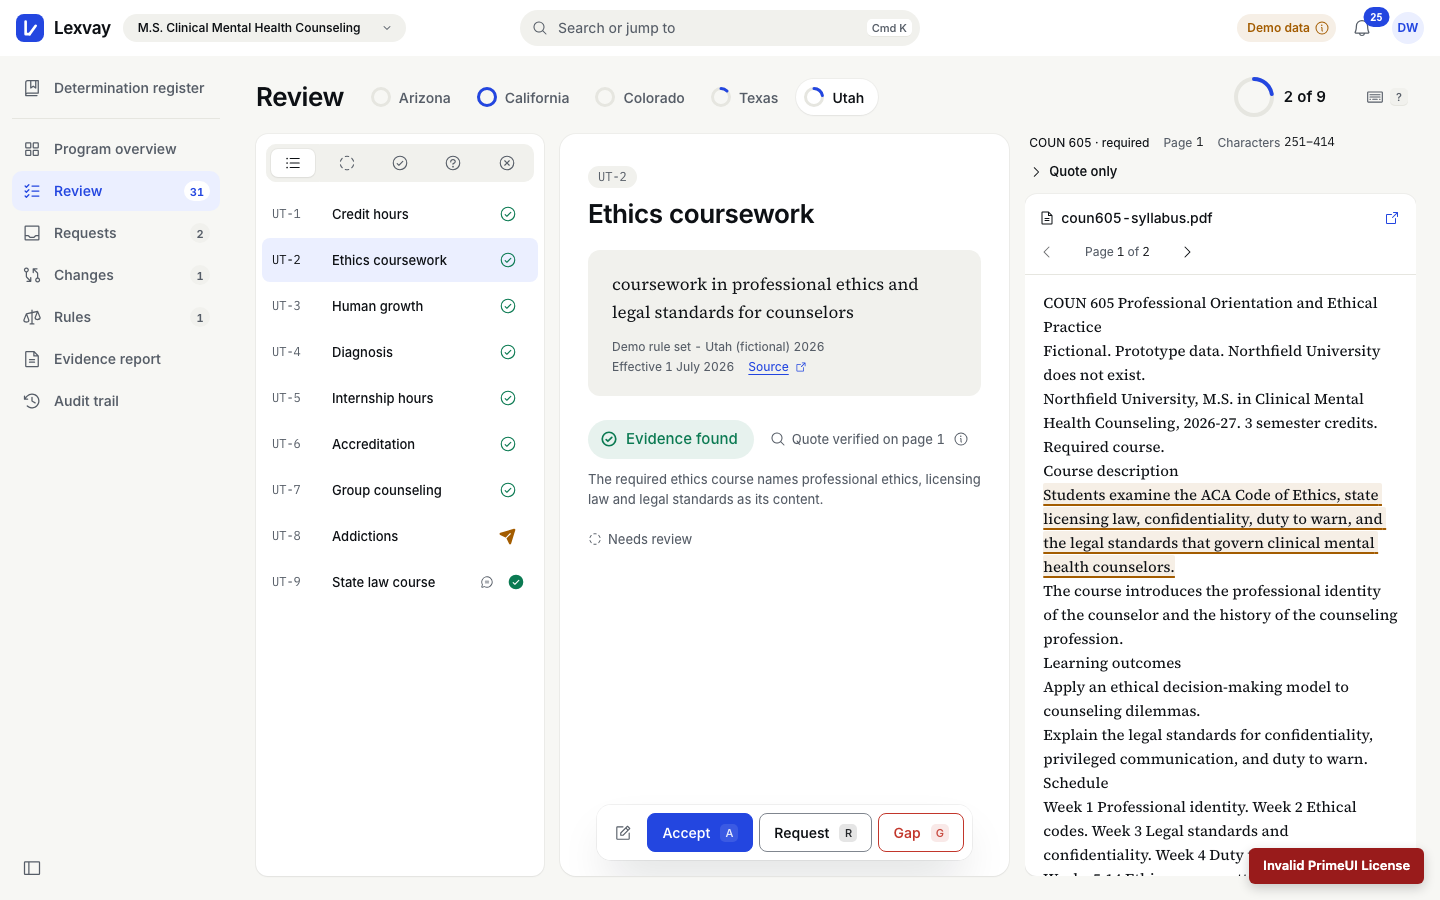 Lexvay
M.S. Clinical Mental Health Counseling
Search or jump to
Cmd K
Demo data
25
DW
Determination register
Program overview
Review
31
Requests
2
Changes
1
Rules
1
Evidence report
Audit trail
Review
Arizona
California
Colorado
Texas
Utah
2 of 9
?
UT-1 Credit hours
UT-2 Ethics coursework
UT-3 Human growth
UT-4 Diagnosis
UT-5 Internship hours
UT-6 Accreditation
UT-7 Group counseling
UT-8 Addictions
UT-9 State law course
UT-2
Ethics coursework
coursework in professional ethics and
legal standards for counselors
Demo rule set - Utah (fictional) 2026
Effective 1 July 2026 Source
Evidence found
Quote verified on page 1
The required ethics course names professional ethics, licensing
law and legal standards as its content.
Needs review
Accept A
Request R
Gap G
COUN 605 · required Page 1 Characters 251–414
Quote only
coun605-syllabus.pdf
Page 1 of 2
COUN 605 Professional Orientation and Ethical
Practice
Fictional. Prototype data. Northfield University
does not exist.
Northfield University, M.S. in Clinical Mental
Health Counseling, 2026-27. 3 semester credits.
Required course.
Course description
Students examine the ACA Code of Ethics, state
licensing law, confidentiality, duty to warn, and
the legal standards that govern clinical mental
health counselors.
The course introduces the professional identity
of the counselor and the history of the counseling
profession.
Learning outcomes
Apply an ethical decision-making model to
counseling dilemmas.
Explain the legal standards for confidentiality,
privileged communication, and duty to warn.
Schedule
Week 1 Professional identity. Week 2 Ethical
codes. Week 3 Legal standards and
confidentiality. Week 4 Duty
Invalid PrimeUI License